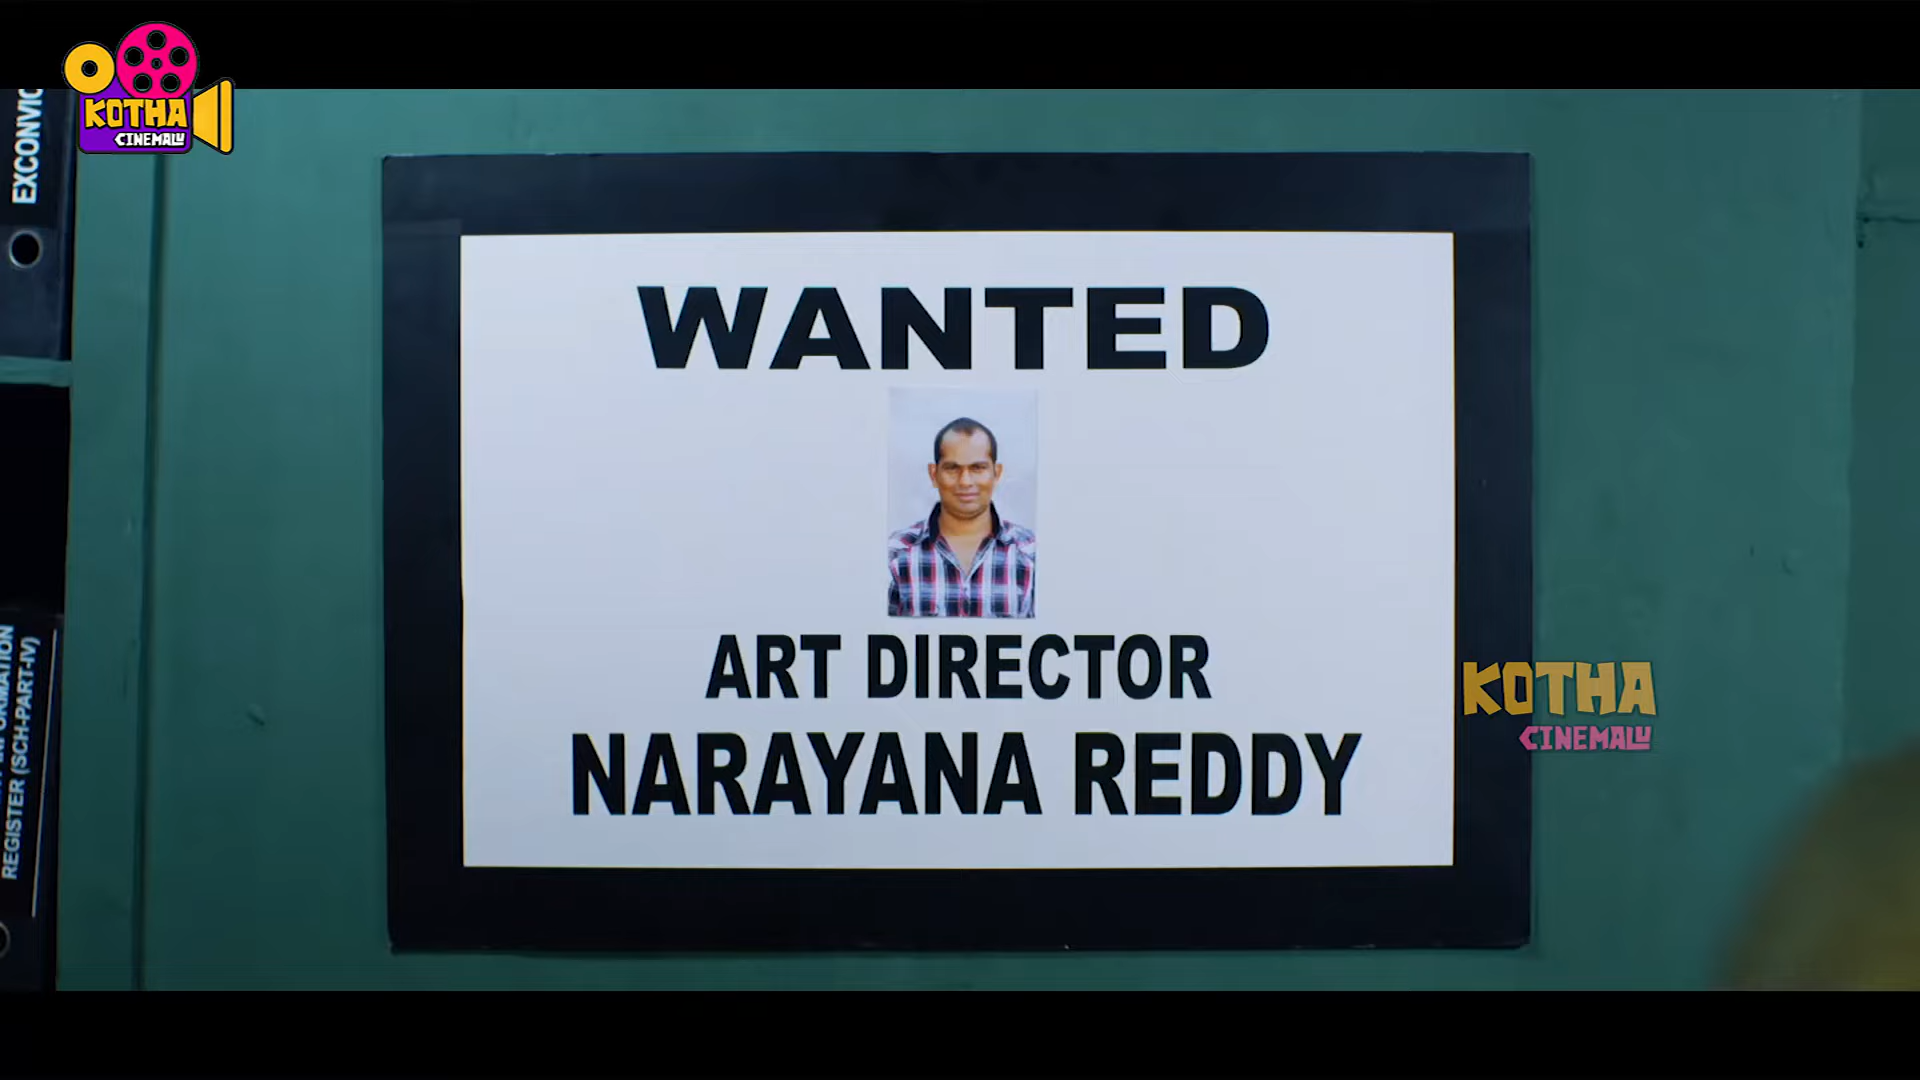 KOTHA
CINEMALU
EXCONVIC
WANTED
ART DIRECTOR
NARAYANA REDDY
KOTHA
CINEMALU
REGISTER (SCH-PART-IV)